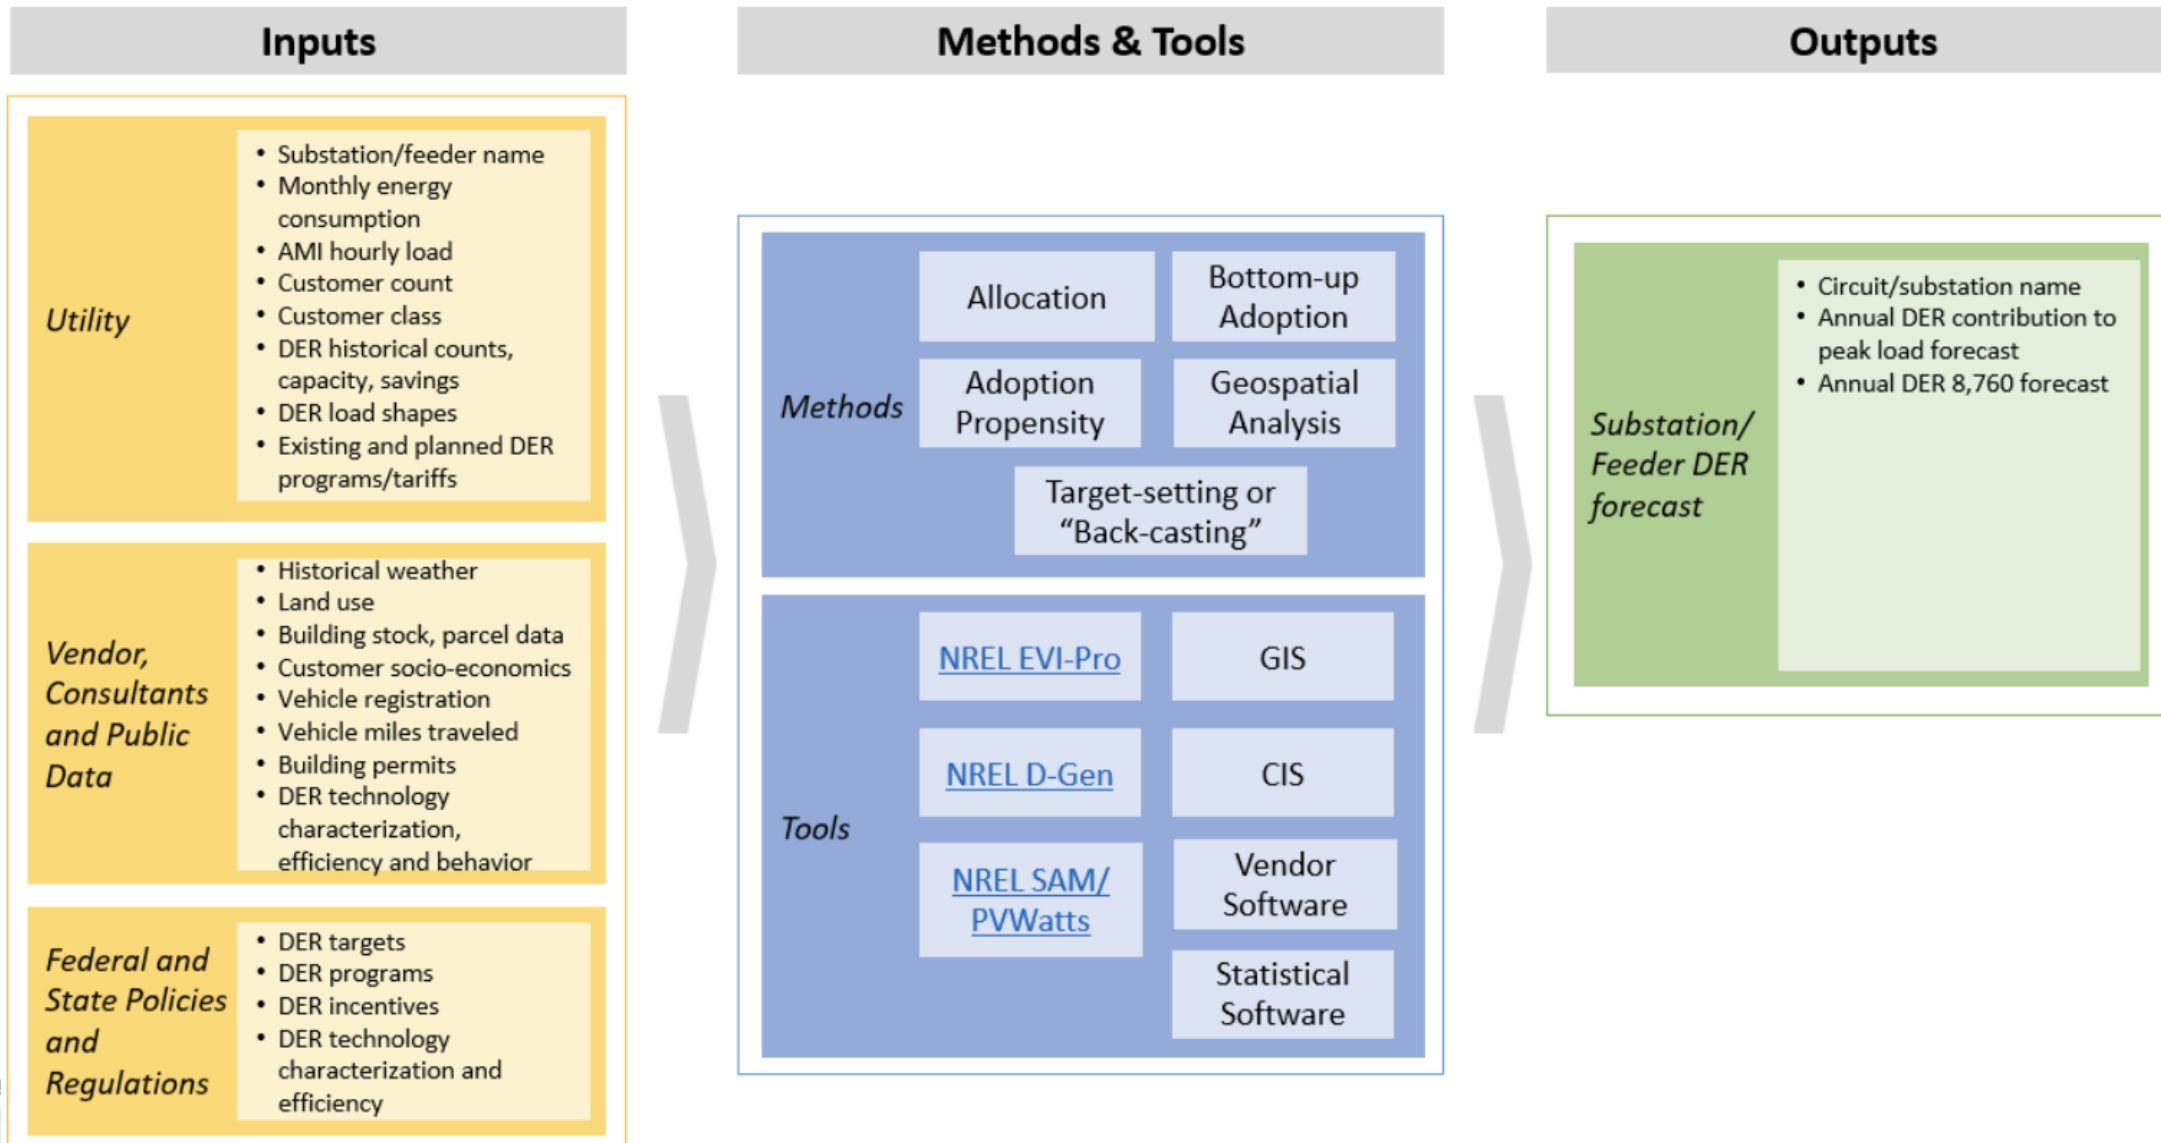 Inputs
Methods & Tools
Outputs
Utility
• Substation/feeder name
• Monthly energy
consumption
• AMI hourly load
• Customer count
• Customer class
• DER historical counts,
capacity, savings
• DER load shapes
• Existing and planned DER
programs/tariffs
Vendor,
Consultants
and Public
Data
• Historical weather
• Land use
• Building stock, parcel data
• Customer socio-economics
• Vehicle registration
• Vehicle miles traveled
• Building permits
• DER technology
characterization,
efficiency and behavior
Federal and
State Policies
and
Regulations
• DER targets
• DER programs
• DER incentives
• DER technology
characterization and
efficiency
Methods
Allocation
Bottom-up
Adoption
Adoption
Propensity
Geospatial
Analysis
Target-setting or
“Back-casting”
Tools
NREL EVI-Pro
GIS
NREL D-Gen
CIS
NREL SAM/
PVWatts
Vendor
Software
Statistical
Software
Substation/
Feeder DER
forecast
• Circuit/substation name
• Annual DER contribution to
peak load forecast
• Annual DER 8,760 forecast